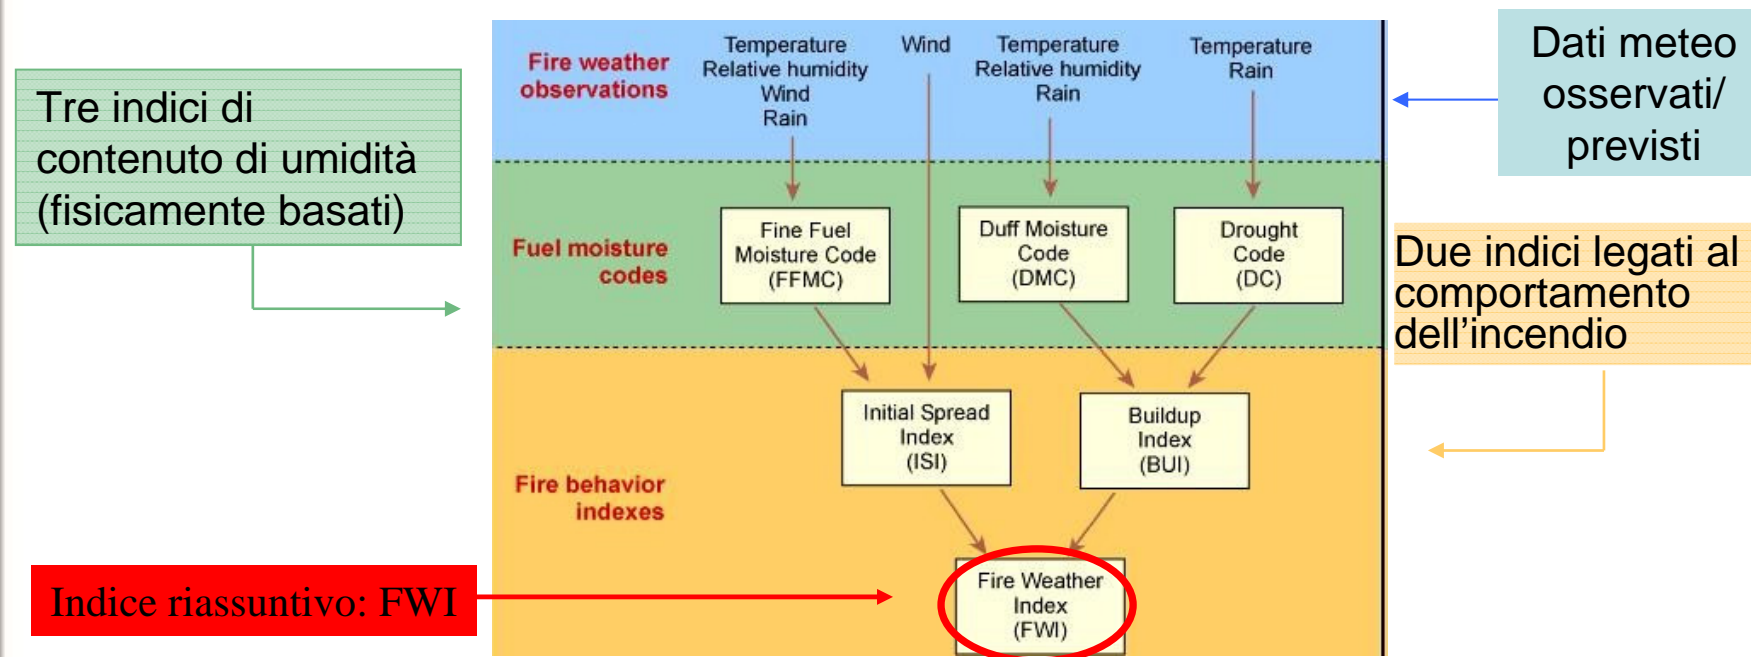 Tre indici di
contenuto di umidità
(fisicamente basati)
Fire weather
observations
Temperature
Relative humidity
Wind
Rain
Wind
Temperature
Relative humidity
Rain
Temperature
Rain
Dati meteo
osservati/
previsti
Fuel moisture
codes
Fine Fuel
Moisture Code
(FFMC)
Duff Moisture
Code
(DMC)
Drought
Code
(DC)
Due indici legati al
comportamento
dell’incendio
Fire behavior
indexes
Initial Spread
Index
(ISI)
Buildup
Index
(BUI)
Indice riassuntivo: FWI
Fire Weather
Index
(FWI)